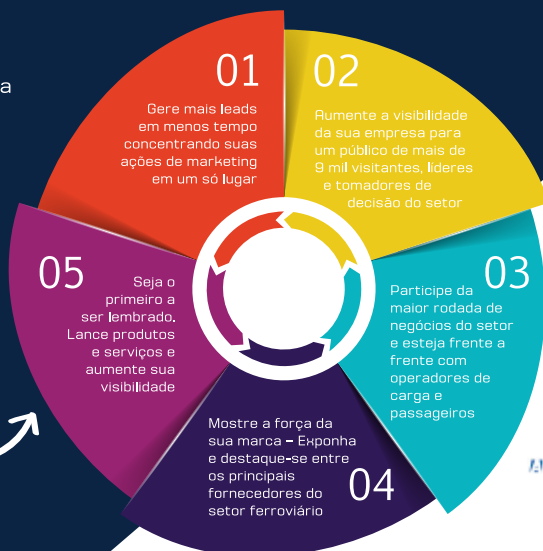 a
01
Gere mais leads
em menos tempo
concentrando suas
ações de marketing
em um só lugar
02
Aumente a visibilidade
da sua empresa para
um público de mais de
9 mil visitantes, líderes
e tomadores de
decisão do setor
03
Participe da
maior rodada de
negócios do setor
e esteja frente a
frente com
operadores de
carga e
passageiros
04
Mostre a força da
sua marca – Exponha
e destaque-se entre
os principais
fornecedores do
setor ferroviário
05
Seja o
primeiro a
ser lembrado.
Lance produtos
e serviços e
aumente sua
visibilidade